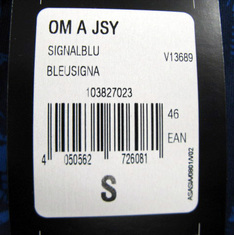 OM A JSY
SIGNALBLU V13689
BLEUSIGNA
103827023
46
EAN
4 050562 726081
S